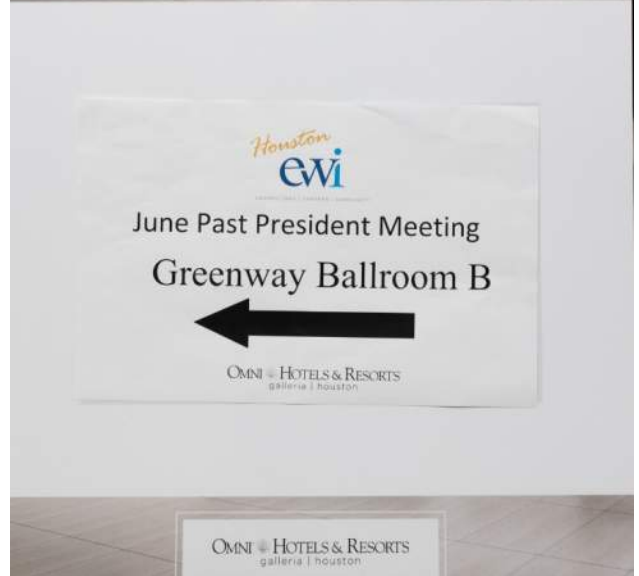 Houston
ewi
June Past President Meeting
Greenway Ballroom B
OMNI HOTELS & RESORTS
galleria | houston
OMNI HOTELS & RESORTS
galleria | houston